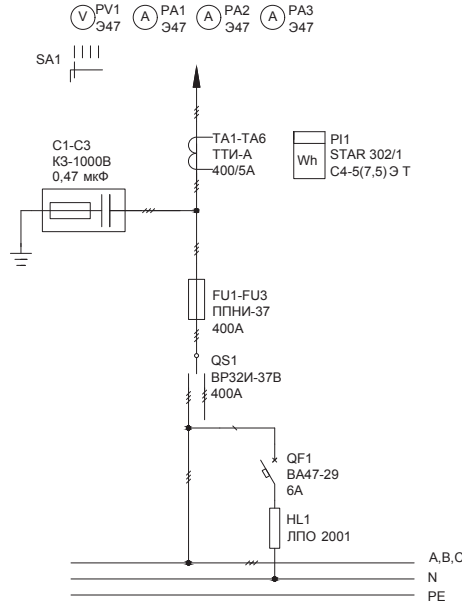 PV1
Э47
V
PA1
Э47
A
PA2
Э47
A
PA3
Э47
A
SA1
TA1-TA6
ТТИ-А
400/5А
C1-C3
КЗ-1000В
0,47 мкФ
PI1
STAR 302/1
С4-5(7,5) Э Т
Wh
FU1-FU3
ППНИ-37
400А
QS1
ВР32И-37В
400А
QF1
ВА47-29
6А
HL1
ЛПО 2001
A,B,C
N
PE